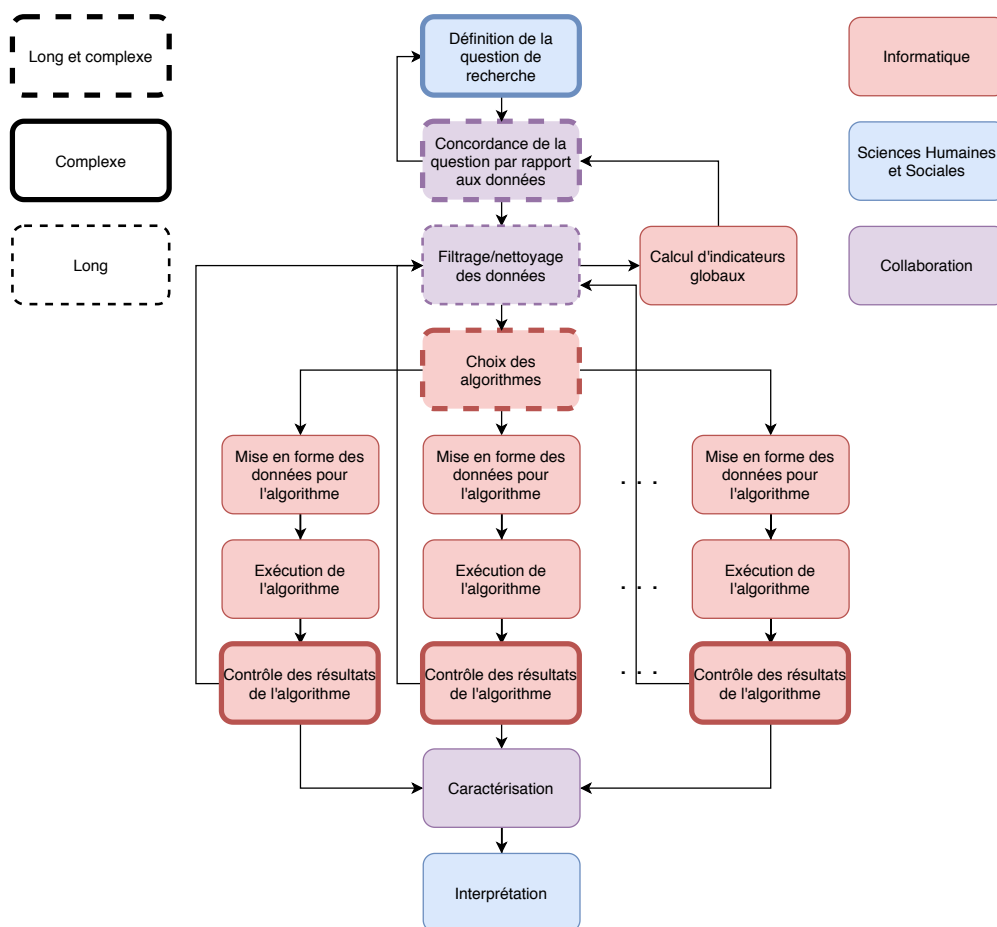 Long et complexe
Complexe
Long
Définition de la
question de
recherche
Concordance de la
question par rapport
aux données
Filtrage/nettoyage
des données
Calcul d'indicateurs
globaux
Informatique
Sciences Humaines
et Sociales
Collaboration
Choix des
algorithmes
Mise en forme des
données pour
l'algorithme
Mise en forme des
données pour
l'algorithme
. . .
Mise en forme des
données pour
l'algorithme
Exécution de
l'algorithme
Exécution de
l'algorithme
. . .
Exécution de
l'algorithme
Contrôle des résultats
de l'algorithme
Contrôle des résultats
de l'algorithme
. . .
Contrôle des résultats
de l'algorithme
Caractérisation
Interprétation